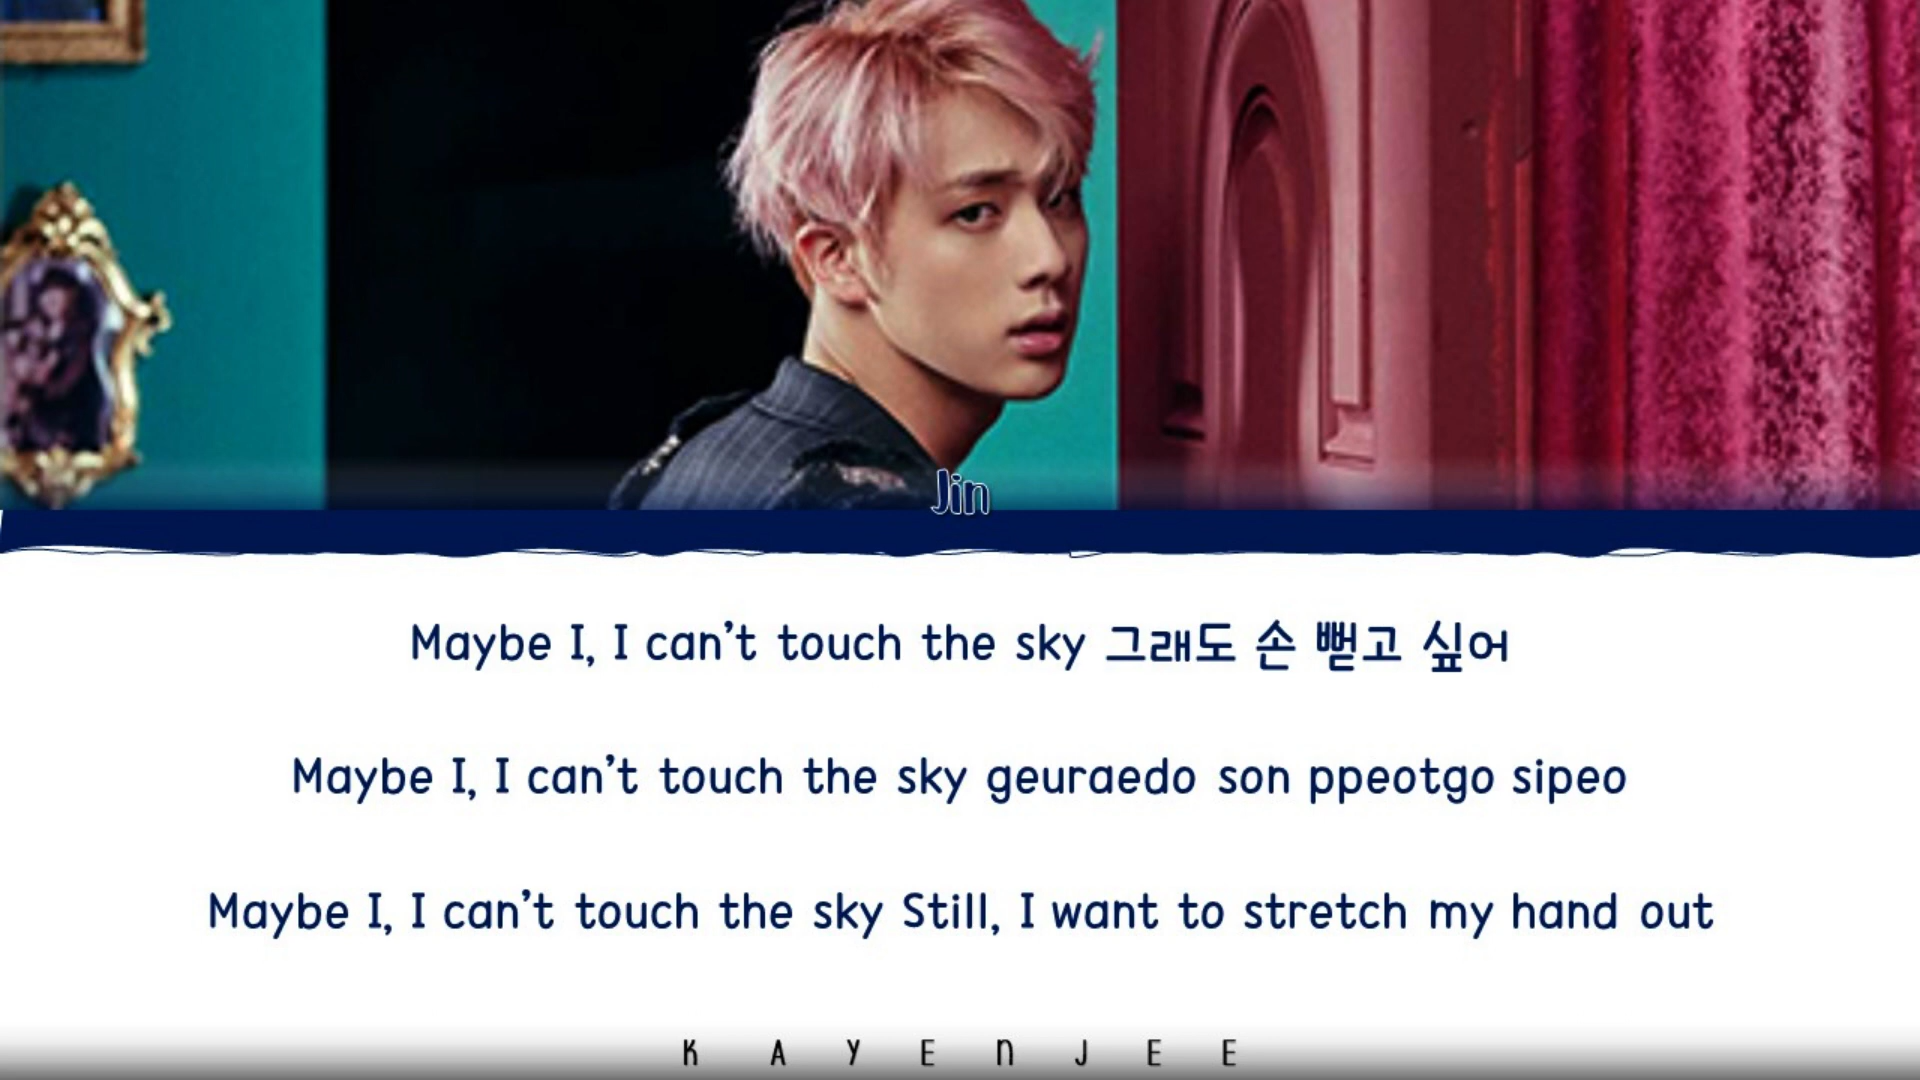 Jin
Maybe I, I can't touch the sky 그래도 손 뻗고 싶어
Maybe I, I can't touch the sky geuraedo son ppeotgo sipeo
Maybe I, I can't touch the sky Still, I want to stretch my hand out
KAYENJEE